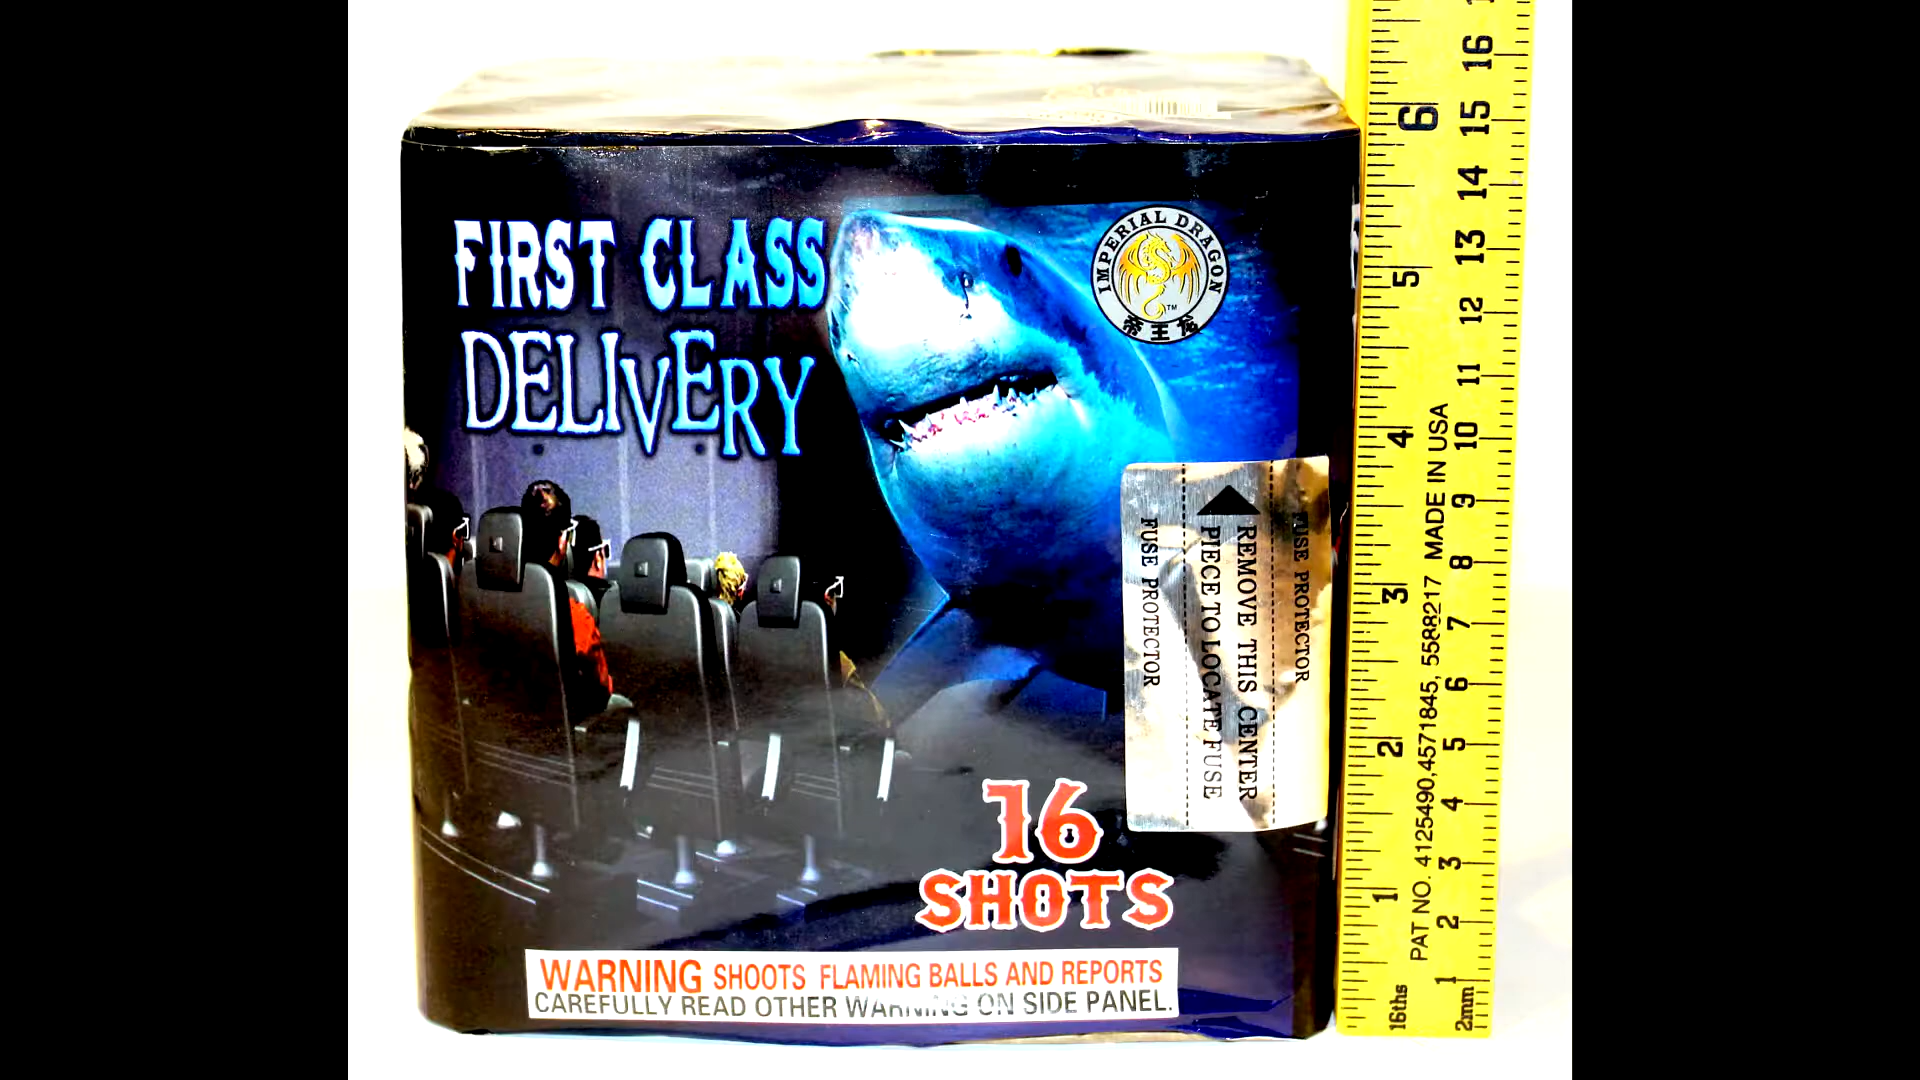 FIRST CLASS
DELIVERY
IMPERIAL DRAGON
TM
帝王龙
FUSE PROTECTOR
REMOVE THIS CENTER
PIECE TO LOCATE FUSE
FUSE PROTECTOR
16
SHOTS
WARNING SHOOTS FLAMING BALLS AND REPORTS
CAREFULLY READ OTHER WARNING ON SIDE PANEL.
6
5
4
3
2
1
16ths
16
15
14
13
12
11
10
9
8
7
6
5
4
3
2
1
2mm
PAT NO. 4125490,4571845, 5588217 MADE IN USA